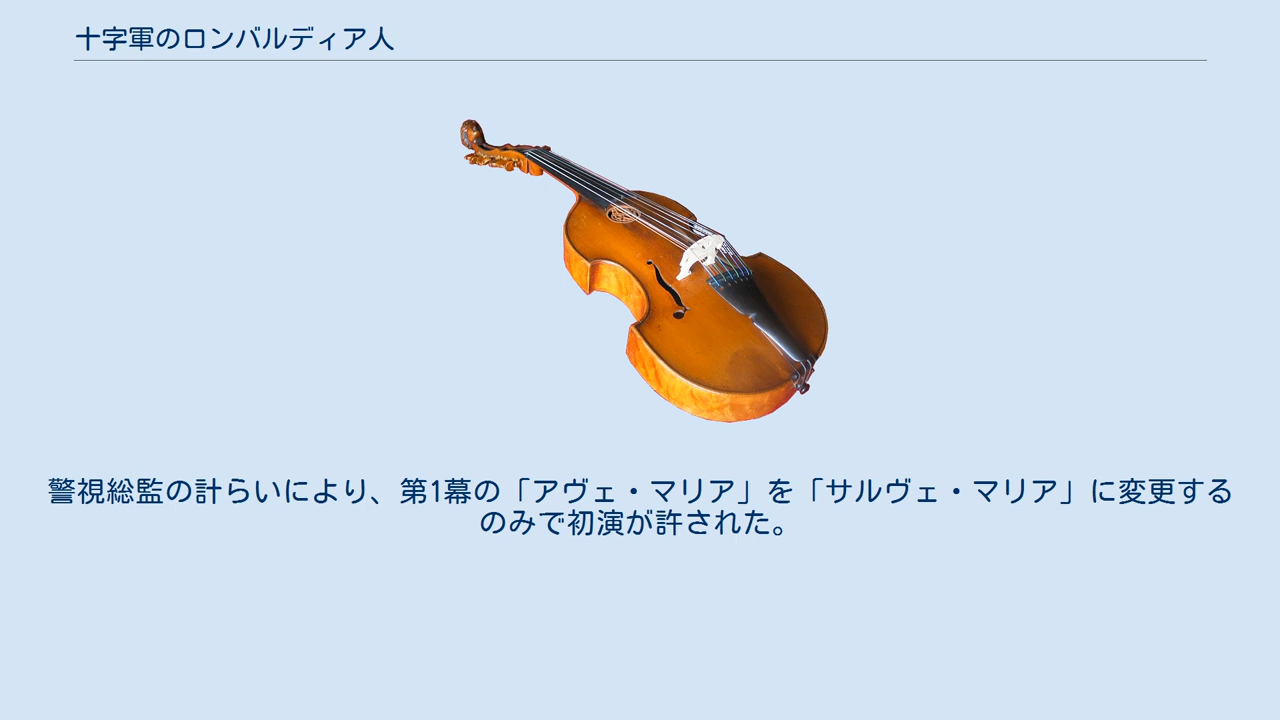 十字軍のロンバルディア人
警視総監の計らいにより、第1幕の「アヴェ・マリア」を「サルヴェ・マリア」に変更する
のみで初演が許された。